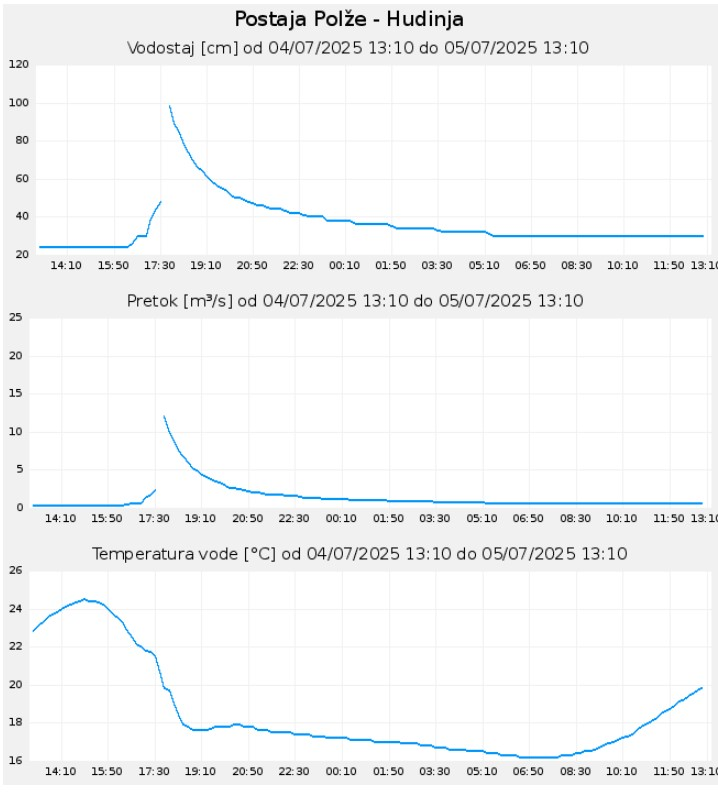 Postaja Polže - Hudinja
Vodostaj [cm] od 04/07/2025 13:10 do 05/07/2025 13:10
120
100
80
60
40
20
14:10 15:50 17:30 19:10 20:50 22:30 00:10 01:50 03:30 05:10 06:50 08:30 10:10 11:50 13:10
Pretok [m³/s] od 04/07/2025 13:10 do 05/07/2025 13:10
25
20
15
10
5
0
14:10 15:50 17:30 19:10 20:50 22:30 00:10 01:50 03:30 05:10 06:50 08:30 10:10 11:50 13:10
Temperatura vode [°C] od 04/07/2025 13:10 do 05/07/2025 13:10
26
24
22
20
18
16
14:10 15:50 17:30 19:10 20:50 22:30 00:10 01:50 03:30 05:10 06:50 08:30 10:10 11:50 13:10